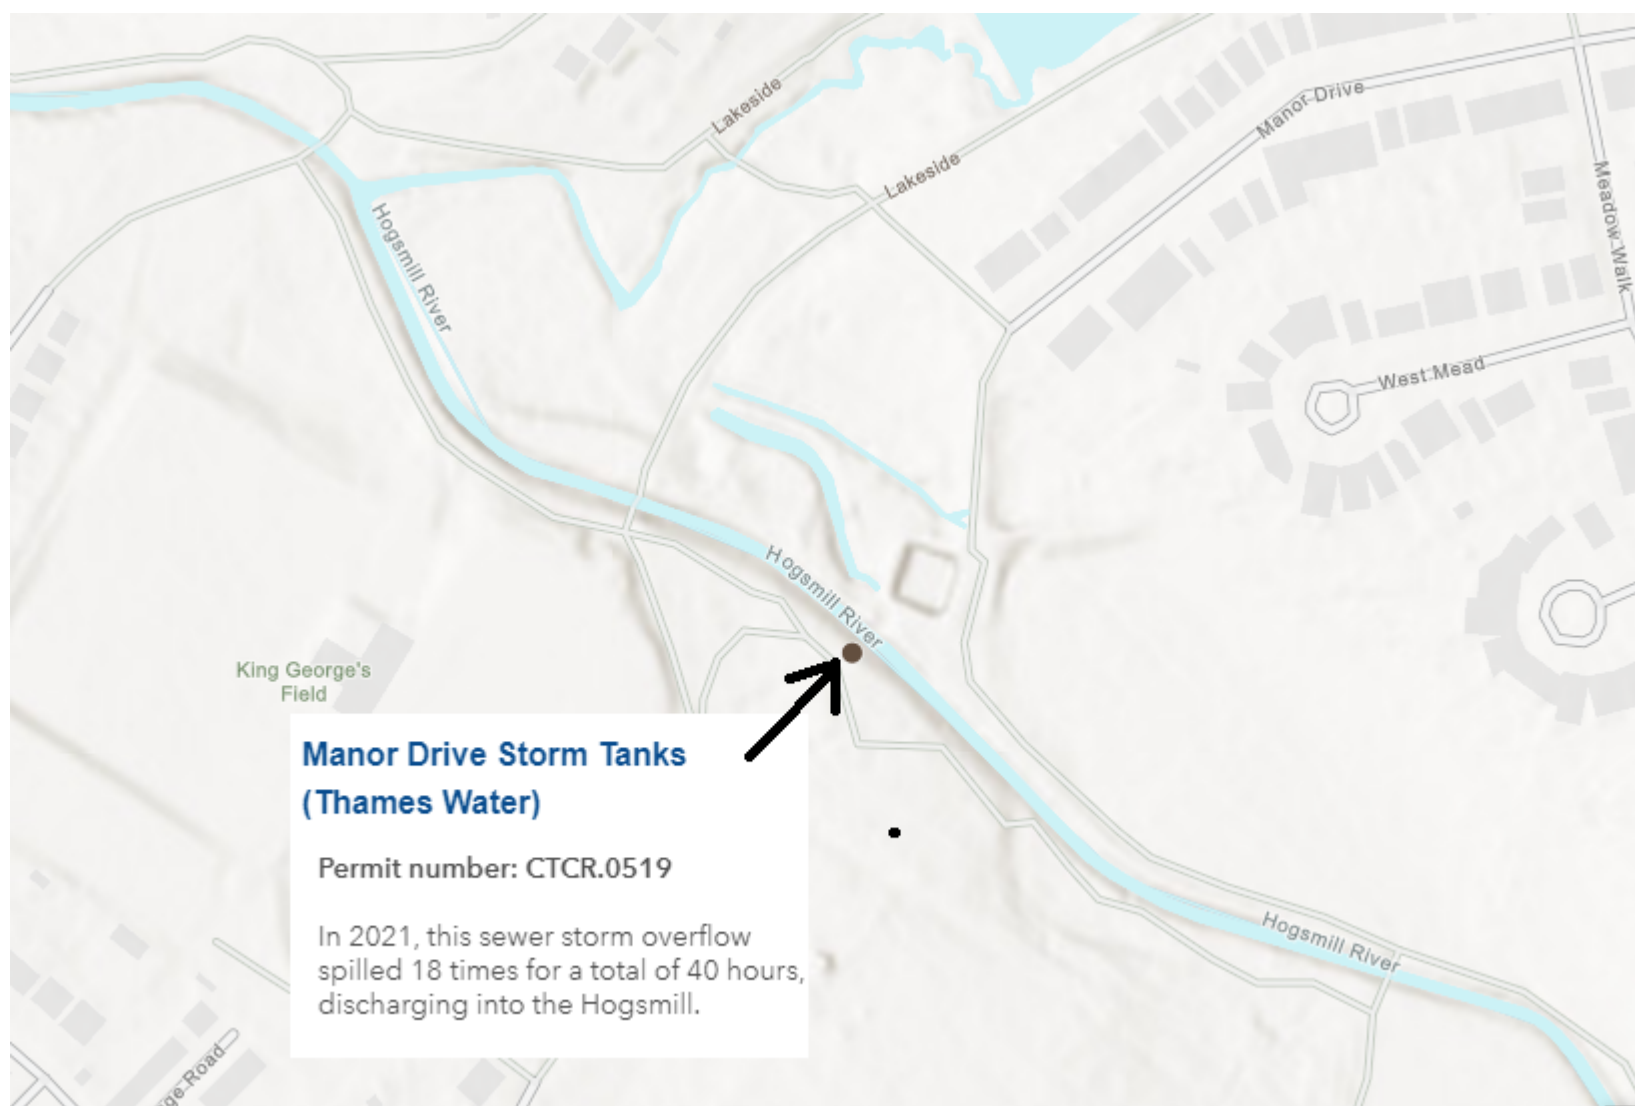 Lakeside
Lakeside
Manor Drive
Meadow Walk
Hogsmill River
West Mead
Hogsmill River
King George's
Field
Manor Drive Storm Tanks
(Thames Water)
Permit number: CTCR.0519
In 2021, this sewer storm overflow
spilled 18 times for a total of 40 hours,
discharging into the Hogsmill.
Hogsmill River
ge Road